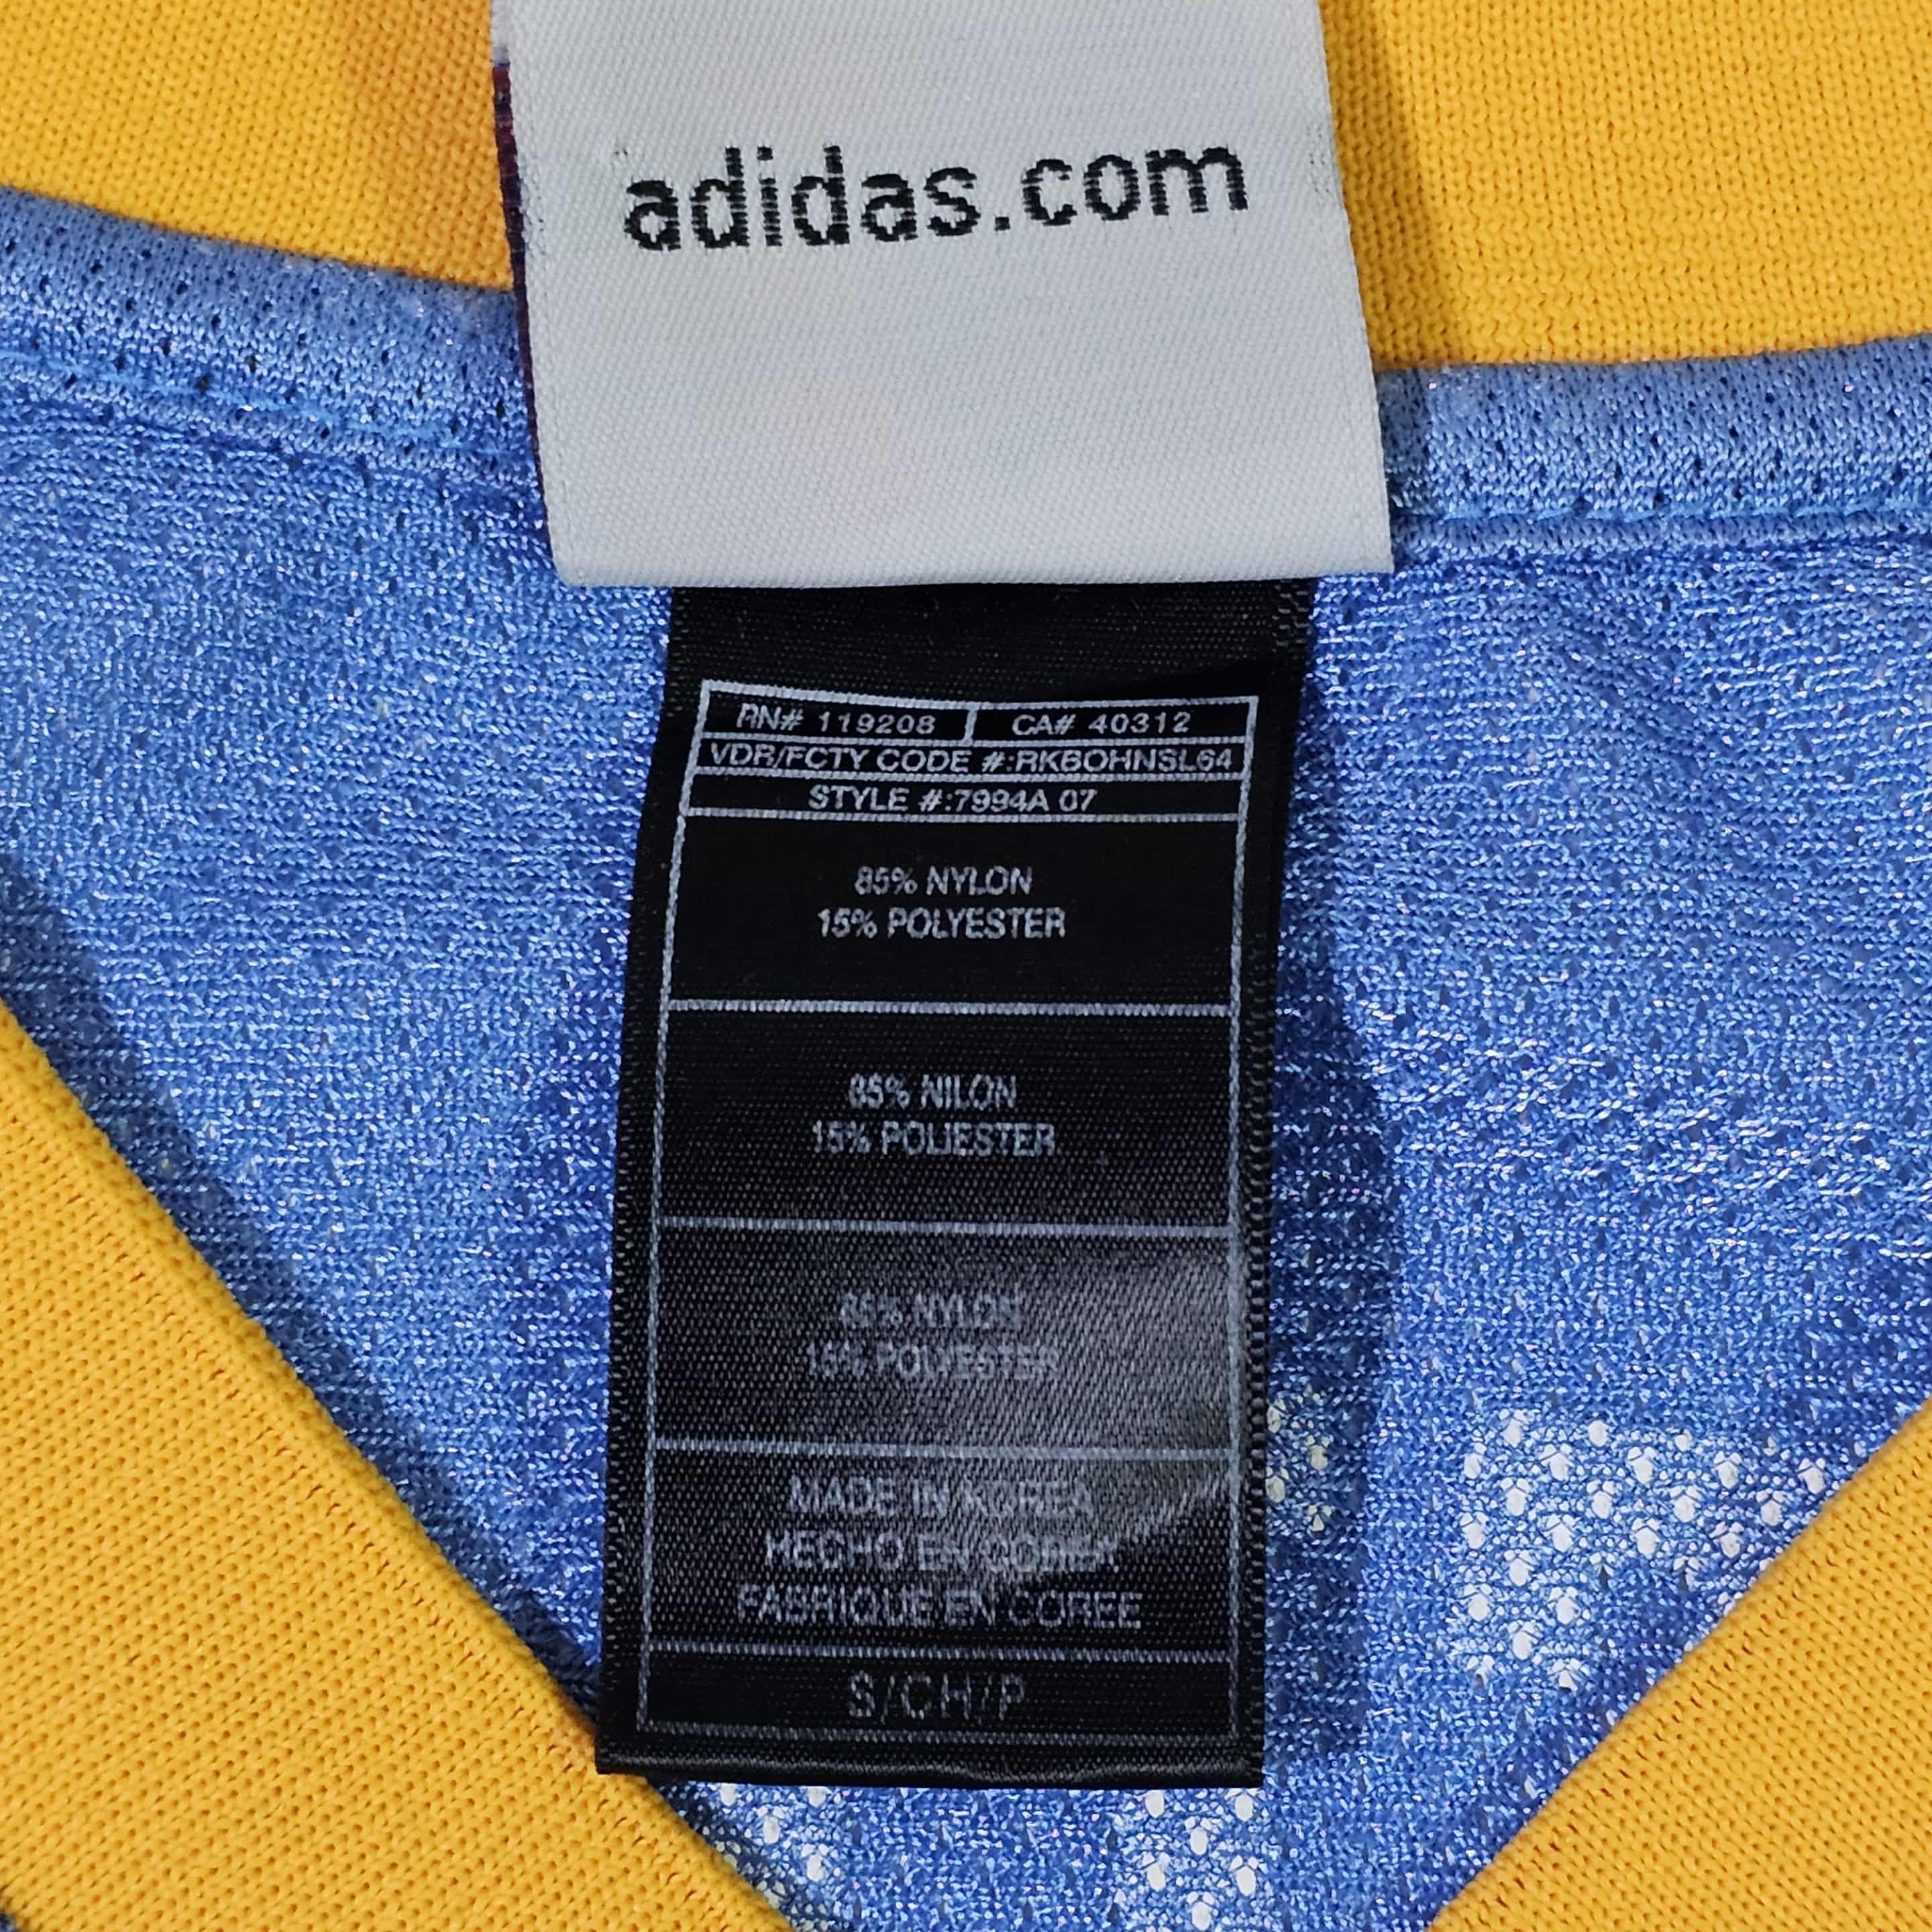 adidas.com
RN# 119208 CA# 40312
VDR/FCTY CODE #:RKBOHNSL64
STYLE #:7994A 07
85% NYLON
15% POLYESTER
85% NILON
15% POLIESTER
85% NYLON
15% POLYESTER
MADE IN KOREA
HECHO EN COREA
FABRIQUE EN COREE
S/CH/P